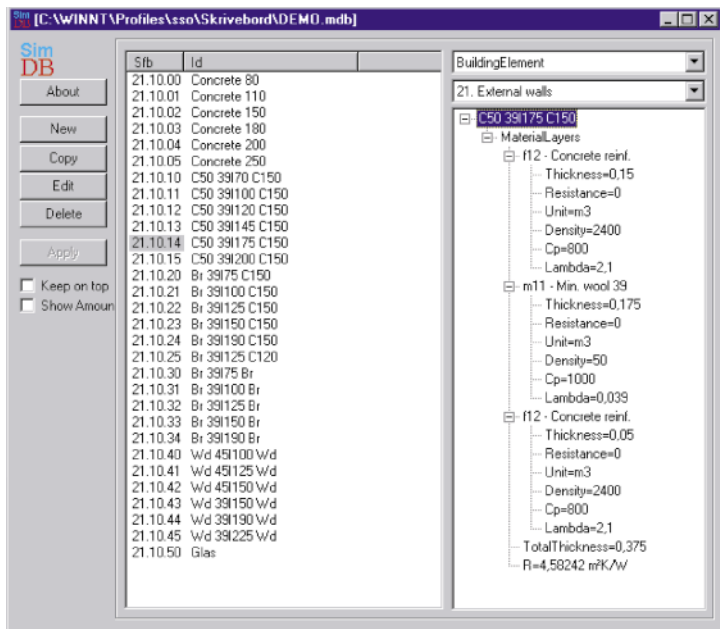 [C:\WINNT\Profiles\sso\Skrivebord\DEMO.mdb]
Sim
DB
About
New
Copy
Edit
Delete
Apply
Keep on top
Show Amoun
Sfb Id
21.10.00 Concrete 80
21.10.01 Concrete 110
21.10.02 Concrete 150
21.10.03 Concrete 180
21.10.04 Concrete 200
21.10.05 Concrete 250
21.10.10 C50 39I70 C150
21.10.11 C50 39I100 C150
21.10.12 C50 39I120 C150
21.10.13 C50 39I145 C150
21.10.14 C50 39I175 C150
21.10.15 C50 39I200 C150
21.10.20 Br 39I75 C150
21.10.21 Br 39I100 C150
21.10.22 Br 39I125 C150
21.10.23 Br 39I150 C150
21.10.24 Br 39I190 C150
21.10.25 Br 39I125 C120
21.10.30 Br 39I75 Br
21.10.31 Br 39I100 Br
21.10.32 Br 39I125 Br
21.10.33 Br 39I150 Br
21.10.34 Br 39I190 Br
21.10.40 Wd 45I100 Wd
21.10.41 Wd 45I125 Wd
21.10.42 Wd 45I150 Wd
21.10.43 Wd 39I150 Wd
21.10.44 Wd 39I190 Wd
21.10.45 Wd 39I225 Wd
21.10.50 Glas
BuildingElement
21. External walls
C50 39I175 C150
MaterialLayers
f12 - Concrete reinf.
Thickness=0,15
Resistance=0
Unit=m3
Density=2400
Cp=800
Lambda=2,1
m11 - Min. wool 39
Thickness=0,175
Resistance=0
Unit=m3
Density=50
Cp=1000
Lambda=0,039
f12 - Concrete reinf.
Thickness=0,05
Resistance=0
Unit=m3
Density=2400
Cp=800
Lambda=2,1
TotalThickness=0,375
R=4,58242 m²K/W